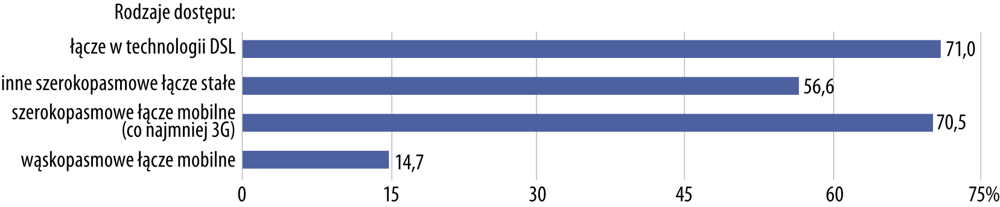 Rodzaje dostępu:
łącze w technologii DSL
71,0
inne szerokopasmowe łącze stałe
56,6
szerokopasmowe łącze mobilne
(co najmniej 3G)
70,5
wąskopasmowe łącze mobilne
14,7
0 15 30 45 60 75%